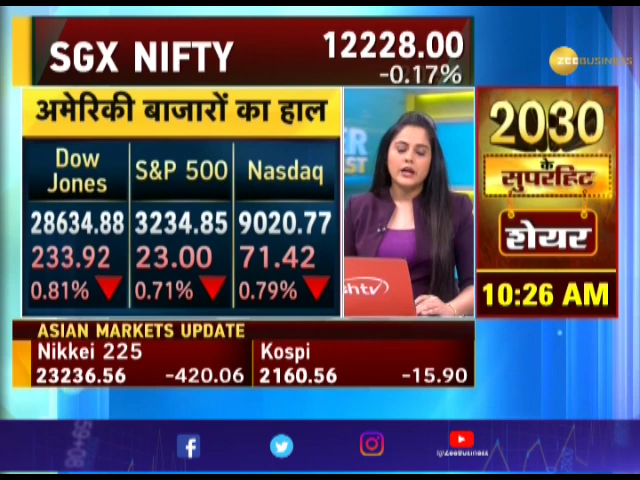 SGX NIFTY
12228.00
-0.17%
ZEEBUSINESS
अमेरिकी बाजारों का हाल
Dow Jones
S&P 500
Nasdaq
28634.88
3234.85
9020.77
233.92
23.00
71.42
0.81%
0.71%
0.79%
2030
के
सुपरहिट
शेयर
10:26 AM
ASIAN MARKETS UPDATE
Nikkei 225
Kospi
23236.56 -420.06
2160.56 -15.90
@ZeeBusiness